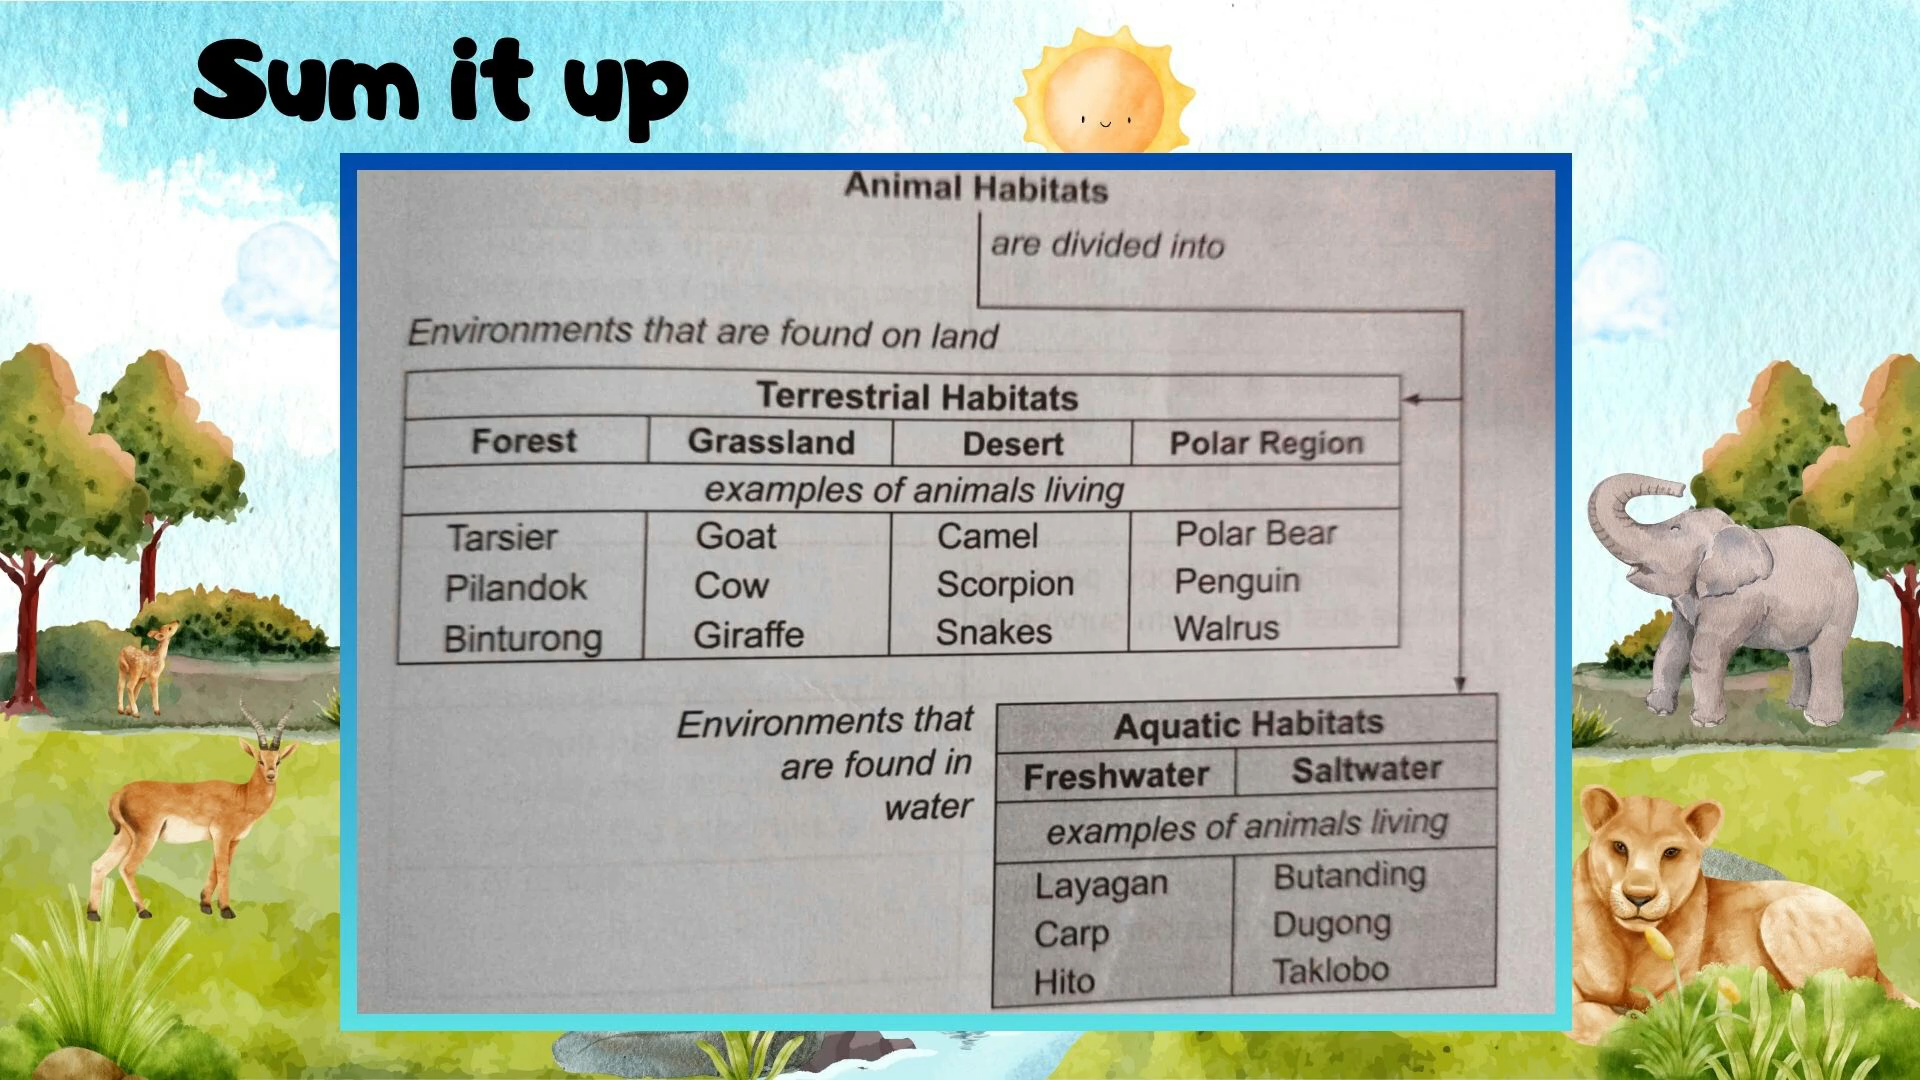 Sum it up
Animal Habitats
are divided into
Environments that are found on land
Terrestrial Habitats
Forest Grassland Desert Polar Region
examples of animals living
Tarsier Goat Camel Polar Bear
Pilandok Cow Scorpion Penguin
Binturong Giraffe Snakes Walrus
Environments that
are found in
water
Aquatic Habitats
Freshwater Saltwater
examples of animals living
Layagan Butanding
Carp Dugong
Hito Taklobo